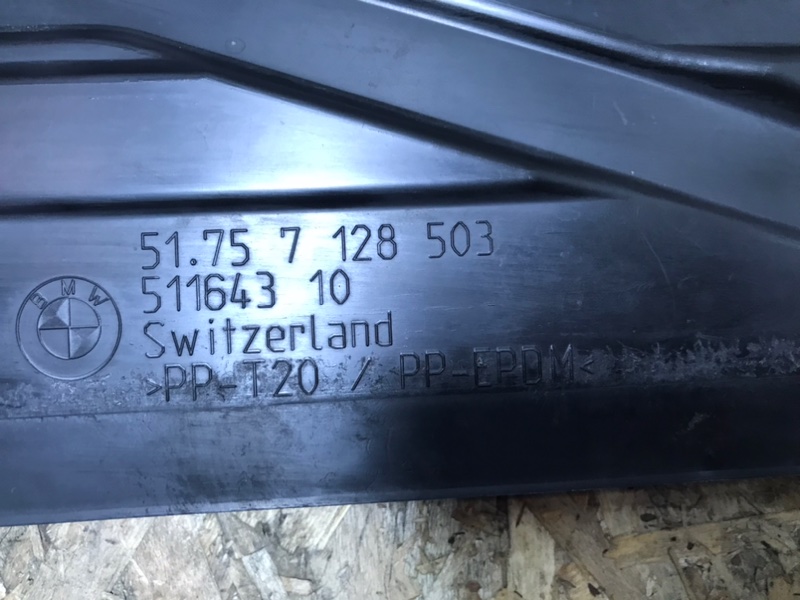 51.75 7 128 503
511643 10
BMW
Switzerland
>PP-T20 / PP-EPDM<